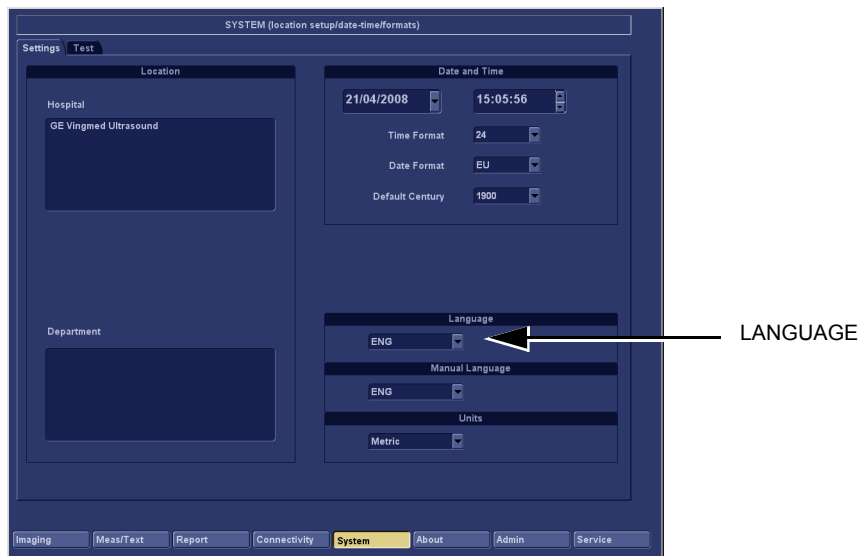 SYSTEM (location setup/date-time/formats)
Settings Test
Location
Hospital
GE Vingmed Ultrasound
Department
Date and Time
21/04/2008 15:05:56
Time Format 24
Date Format EU
Default Century 1900
Language
ENG
Manual Language
ENG
Units
Metric
LANGUAGE
Imaging Meas/Text Report Connectivity System About Admin Service